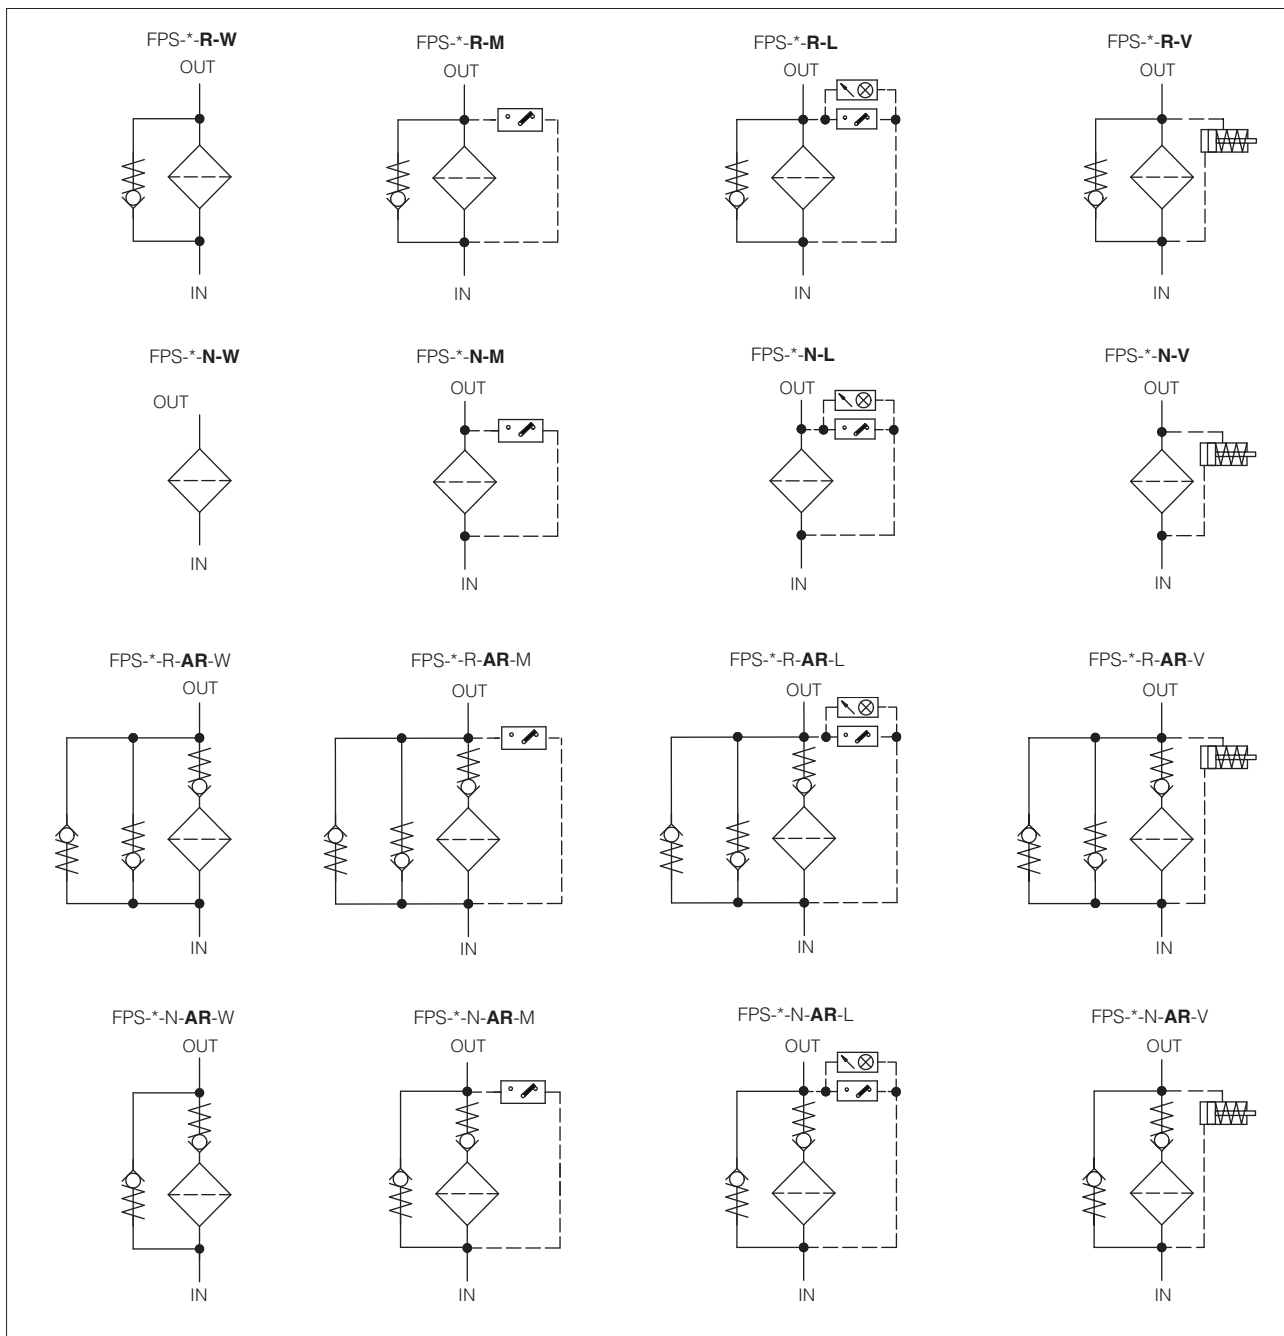 FPS-*-R-W
OUT
IN
FPS-*-R-M
OUT
IN
FPS-*-R-L
OUT
IN
FPS-*-R-V
OUT
IN
FPS-*-N-W
OUT
IN
FPS-*-N-M
OUT
IN
FPS-*-N-L
OUT
IN
FPS-*-N-V
OUT
IN
FPS-*-R-AR-W
OUT
IN
FPS-*-R-AR-M
OUT
IN
FPS-*-R-AR-L
OUT
IN
FPS-*-R-AR-V
OUT
IN
FPS-*-N-AR-W
OUT
IN
FPS-*-N-AR-M
OUT
IN
FPS-*-N-AR-L
OUT
IN
FPS-*-N-AR-V
OUT
IN